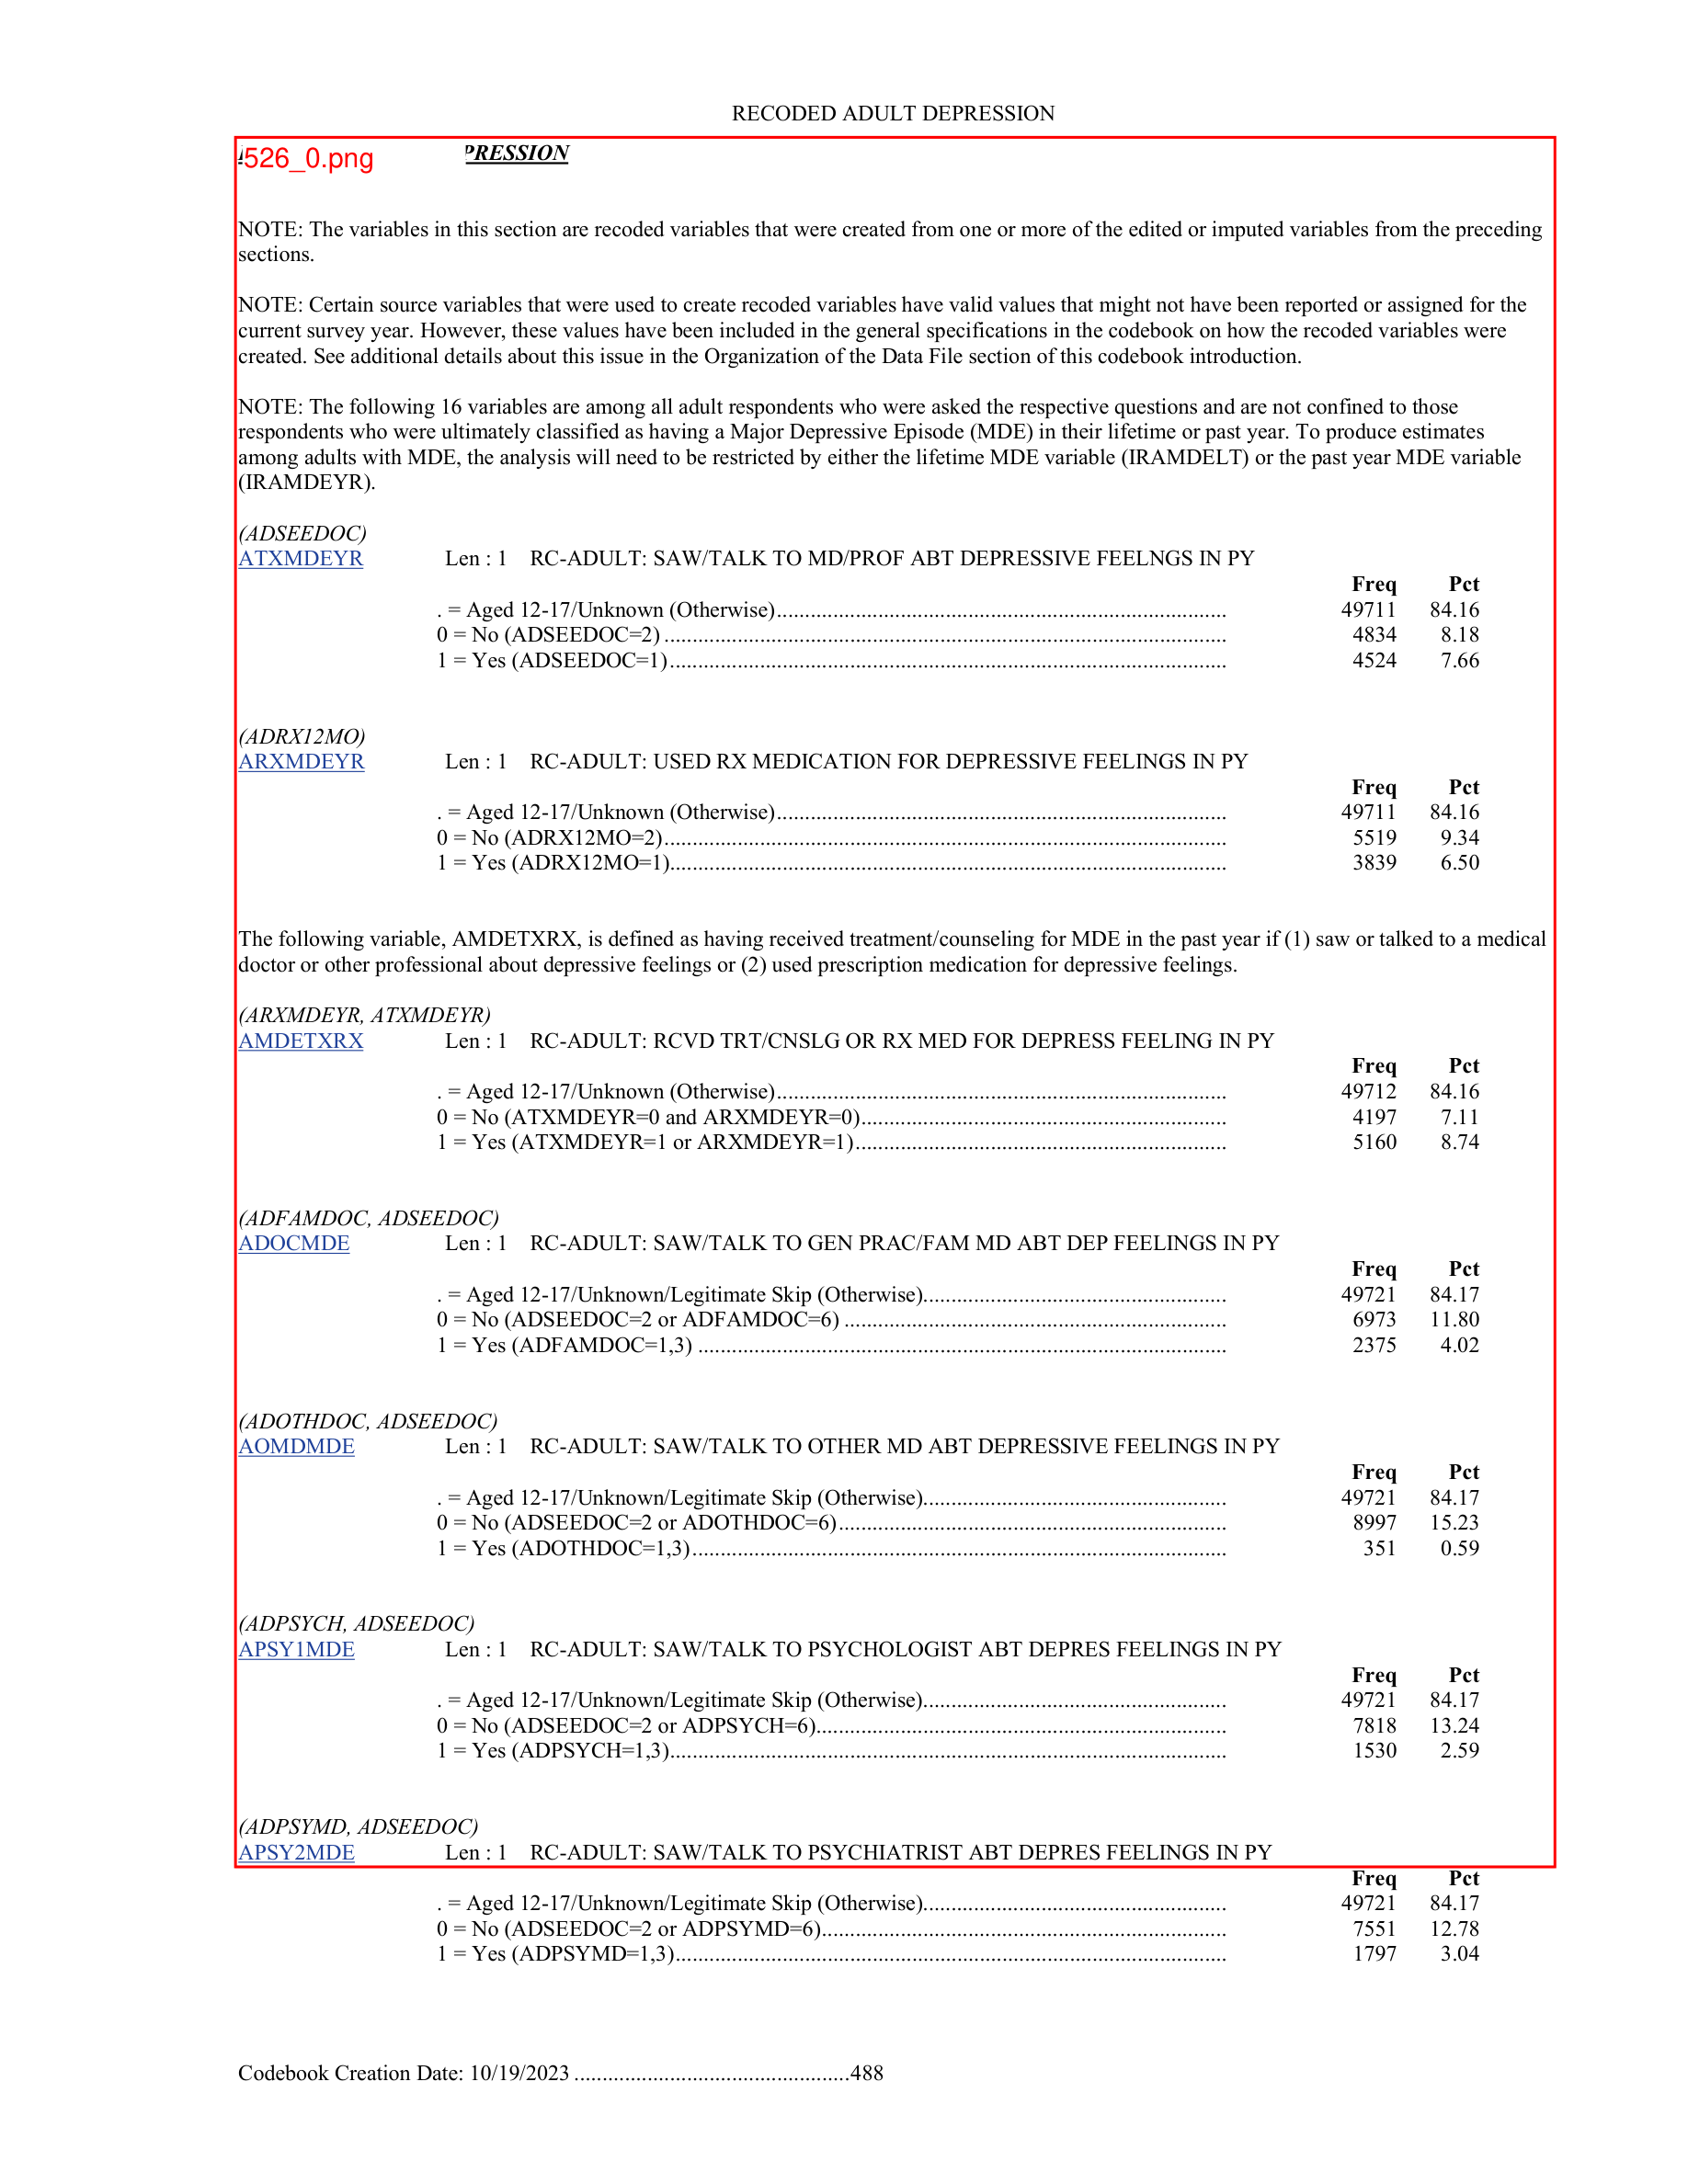 RECODED ADULT DEPRESSION
526_0.png PRESSION
NOTE: The variables in this section are recoded variables that were created from one or more of the edited or imputed variables from the preceding
sections.
NOTE: Certain source variables that were used to create recoded variables have valid values that might not have been reported or assigned for the
current survey year. However, these values have been included in the general specifications in the codebook on how the recoded variables were
created. See additional details about this issue in the Organization of the Data File section of this codebook introduction.
NOTE: The following 16 variables are among all adult respondents who were asked the respective questions and are not confined to those
respondents who were ultimately classified as having a Major Depressive Episode (MDE) in their lifetime or past year. To produce estimates
among adults with MDE, the analysis will need to be restricted by either the lifetime MDE variable (IRAMDELT) or the past year MDE variable
(IRAMDEYR).
(ADSEEDOC)
ATXMDEYR Len : 1 RC-ADULT: SAW/TALK TO MD/PROF ABT DEPRESSIVE FEELNGS IN PY
Freq Pct
. = Aged 12-17/Unknown (Otherwise)................................................................................ 49711 84.16
0 = No (ADSEEDOC=2) .................................................................................................... 4834 8.18
1 = Yes (ADSEEDOC=1)................................................................................................... 4524 7.66
(ADRX12MO)
ARXMDEYR Len : 1 RC-ADULT: USED RX MEDICATION FOR DEPRESSIVE FEELINGS IN PY
Freq Pct
. = Aged 12-17/Unknown (Otherwise)................................................................................ 49711 84.16
0 = No (ADRX12MO=2).................................................................................................... 5519 9.34
1 = Yes (ADRX12MO=1)................................................................................................... 3839 6.50
The following variable, AMDETXRX, is defined as having received treatment/counseling for MDE in the past year if (1) saw or talked to a medical
doctor or other professional about depressive feelings or (2) used prescription medication for depressive feelings.
(ARXMDEYR, ATXMDEYR)
AMDETXRX Len : 1 RC-ADULT: RCVD TRT/CNSLG OR RX MED FOR DEPRESS FEELING IN PY
Freq Pct
. = Aged 12-17/Unknown (Otherwise)................................................................................ 49712 84.16
0 = No (ATXMDEYR=0 and ARXMDEYR=0)................................................................. 4197 7.11
1 = Yes (ATXMDEYR=1 or ARXMDEYR=1).................................................................. 5160 8.74
(ADFAMDOC, ADSEEDOC)
ADOCMDE Len : 1 RC-ADULT: SAW/TALK TO GEN PRAC/FAM MD ABT DEP FEELINGS IN PY
Freq Pct
. = Aged 12-17/Unknown/Legitimate Skip (Otherwise)...................................................... 49721 84.17
0 = No (ADSEEDOC=2 or ADFAMDOC=6) .................................................................... 6973 11.80
1 = Yes (ADFAMDOC=1,3) .............................................................................................. 2375 4.02
(ADOTHDOC, ADSEEDOC)
AOMDMDE Len : 1 RC-ADULT: SAW/TALK TO OTHER MD ABT DEPRESSIVE FEELINGS IN PY
Freq Pct
. = Aged 12-17/Unknown/Legitimate Skip (Otherwise)...................................................... 49721 84.17
0 = No (ADSEEDOC=2 or ADOTHDOC=6)..................................................................... 8997 15.23
1 = Yes (ADOTHDOC=1,3)............................................................................................... 351 0.59
(ADPSYCH, ADSEEDOC)
APSY1MDE Len : 1 RC-ADULT: SAW/TALK TO PSYCHOLOGIST ABT DEPRES FEELINGS IN PY
Freq Pct
. = Aged 12-17/Unknown/Legitimate Skip (Otherwise)...................................................... 49721 84.17
0 = No (ADSEEDOC=2 or ADPSYCH=6)......................................................................... 7818 13.24
1 = Yes (ADPSYCH=1,3)................................................................................................... 1530 2.59
(ADPSYMD, ADSEEDOC)
APSY2MDE Len : 1 RC-ADULT: SAW/TALK TO PSYCHIATRIST ABT DEPRES FEELINGS IN PY
Freq Pct
. = Aged 12-17/Unknown/Legitimate Skip (Otherwise)...................................................... 49721 84.17
0 = No (ADSEEDOC=2 or ADPSYMD=6)........................................................................ 7551 12.78
1 = Yes (ADPSYMD=1,3).................................................................................................. 1797 3.04
Codebook Creation Date: 10/19/2023 .................................................488